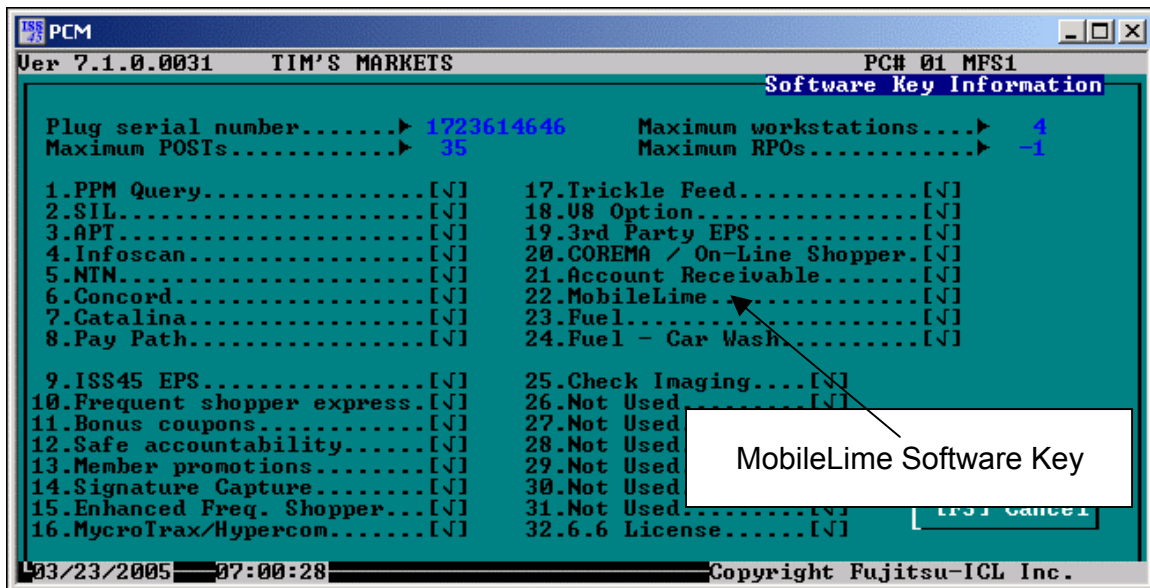 ISS 45 PCM
Ver 7.1.0.0031 TIM'S MARKETS PC# 01 MFS1
Software Key Information
Plug serial number.......► 1723614646 Maximum workstations....► 4
Maximum POSTs............► 35 Maximum RPOs............► -1
1.PPM Query................[√] 17.Trickle Feed.............[√]
2.SIL......................[√] 18.V8 Option................[√]
3.APT......................[√] 19.3rd Party EPS............[√]
4.Infoscan.................[√] 20.COREMA / On-Line Shopper.[√]
5.NTN......................[√] 21.Account Receivable.......[√]
6.Concord..................[√] 22.MobileLime...............[√]
7.Catalina.................[√] 23.Fuel.....................[√]
8.Pay Path.................[√] 24.Fuel - Car Wash..........[√]
9.ISS45 EPS................[√] 25.Check Imaging....[√]
10.Frequent shopper express.[√] 26.Not Used.........[√]
11.Bonus coupons............[√] 27.Not Used
12.Safe accountability......[√] 28.Not Used
13.Member promotions........[√] 29.Not Used
14.Signature Capture........[√] 30.Not Used
15.Enhanced Freq. Shopper...[√] 31.Not Used.........[√]
16.MycroTrax/Hypercom.......[√] 32.6.6 License......[√]
MobileLime Software Key
[F3] Cancel
03/23/2005 07:00:28 Copyright Fujitsu-ICL Inc.